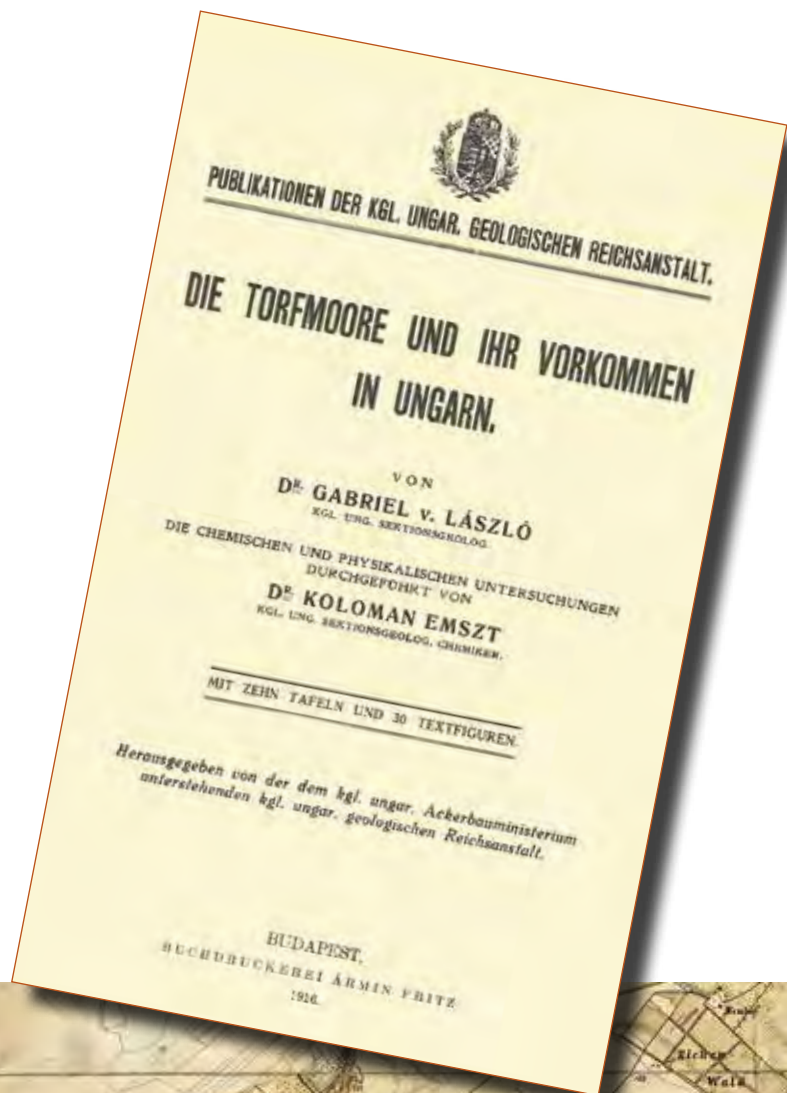 PUBLIKATIONEN DER KGL. UNGAR. GEOLOGISCHEN REICHSANSTALT.
DIE TORFMOORE UND IHR VORKOMMEN
IN UNGARN.
VON
DR. GABRIEL v. LÁSZLÓ
KGL. UNG. SEKTIONSGEOLOG.
DIE CHEMISCHEN UND PHYSIKALISCHEN UNTERSUCHUNGEN
DURCHGEFÜHRT VON
DR. KOLOMAN EMSZT
KGL. UNG. SEKTIONSGEOLOG, CHEMIKER.
MIT ZEHN TAFELN UND 30 TEXTFIGUREN.
Herausgegeben von der dem kgl. ungar. Ackerbauministerium
unterstehenden kgl. ungar. geologischen Reichsanstalt.
BUDAPEST,
BUCHDRUCKEREI ÁRMIN FRITZ
1916.
Eichen
Wald